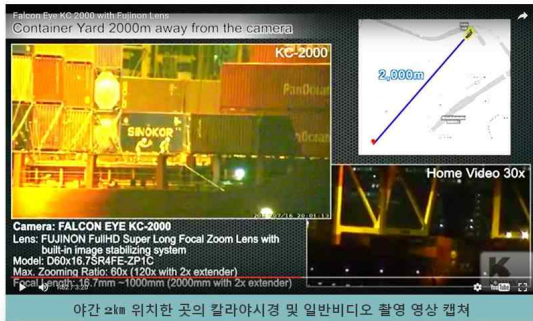 Falcon Eye KC 2000 with Fujinon Lens
Container Yard 2000m away from the camera
KC-2000
2,000m
PanOcean
SINOKOR
Home Video 30x
Camera: FALCON EYE KC-2000
Lens: FUJINON FullHD Super Long Focal Zoom Lens with
built-in image stabilizing system
Model: D60x16.7SR4FE-ZP1C
Max. Zooming Ratio: 60x (120x with 2x extender)
Focal Length: 16.7mm ~1000mm (2000mm with 2x extender)
K
야간 2km 위치한 곳의 칼라야시경 및 일반비디오 촬영 영상 캡쳐